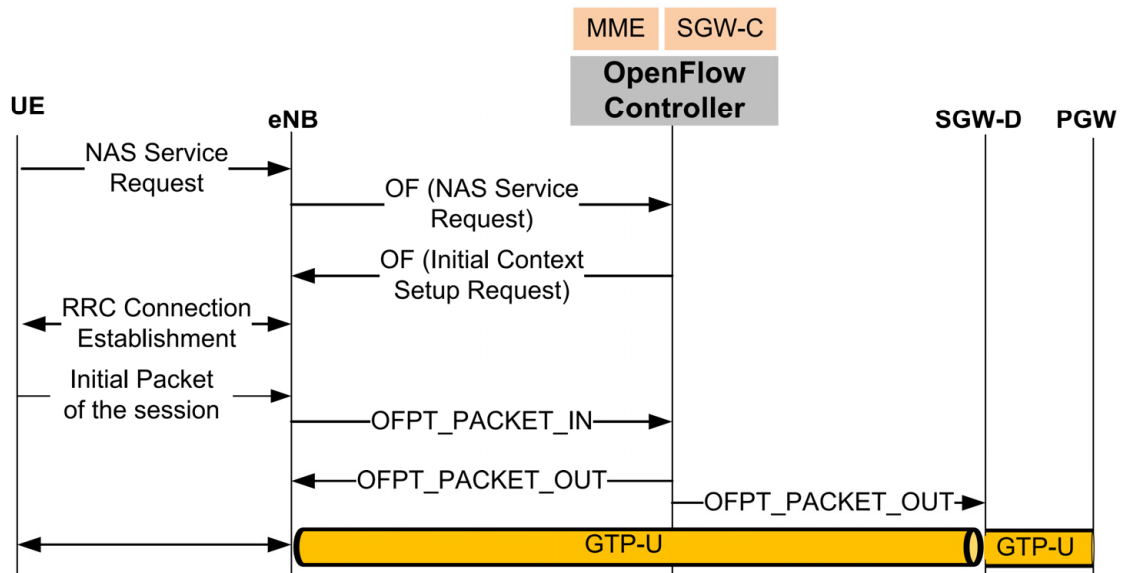 MME
SGW-C
OpenFlow
Controller
UE
eNB
SGW-D
PGW
NAS Service
Request
OF (NAS Service
Request)
OF (Initial Context
Setup Request)
RRC Connection
Establishment
Initial Packet
of the session
OFPT_PACKET_IN
OFPT_PACKET_OUT
OFPT_PACKET_OUT
GTP-U
GTP-U